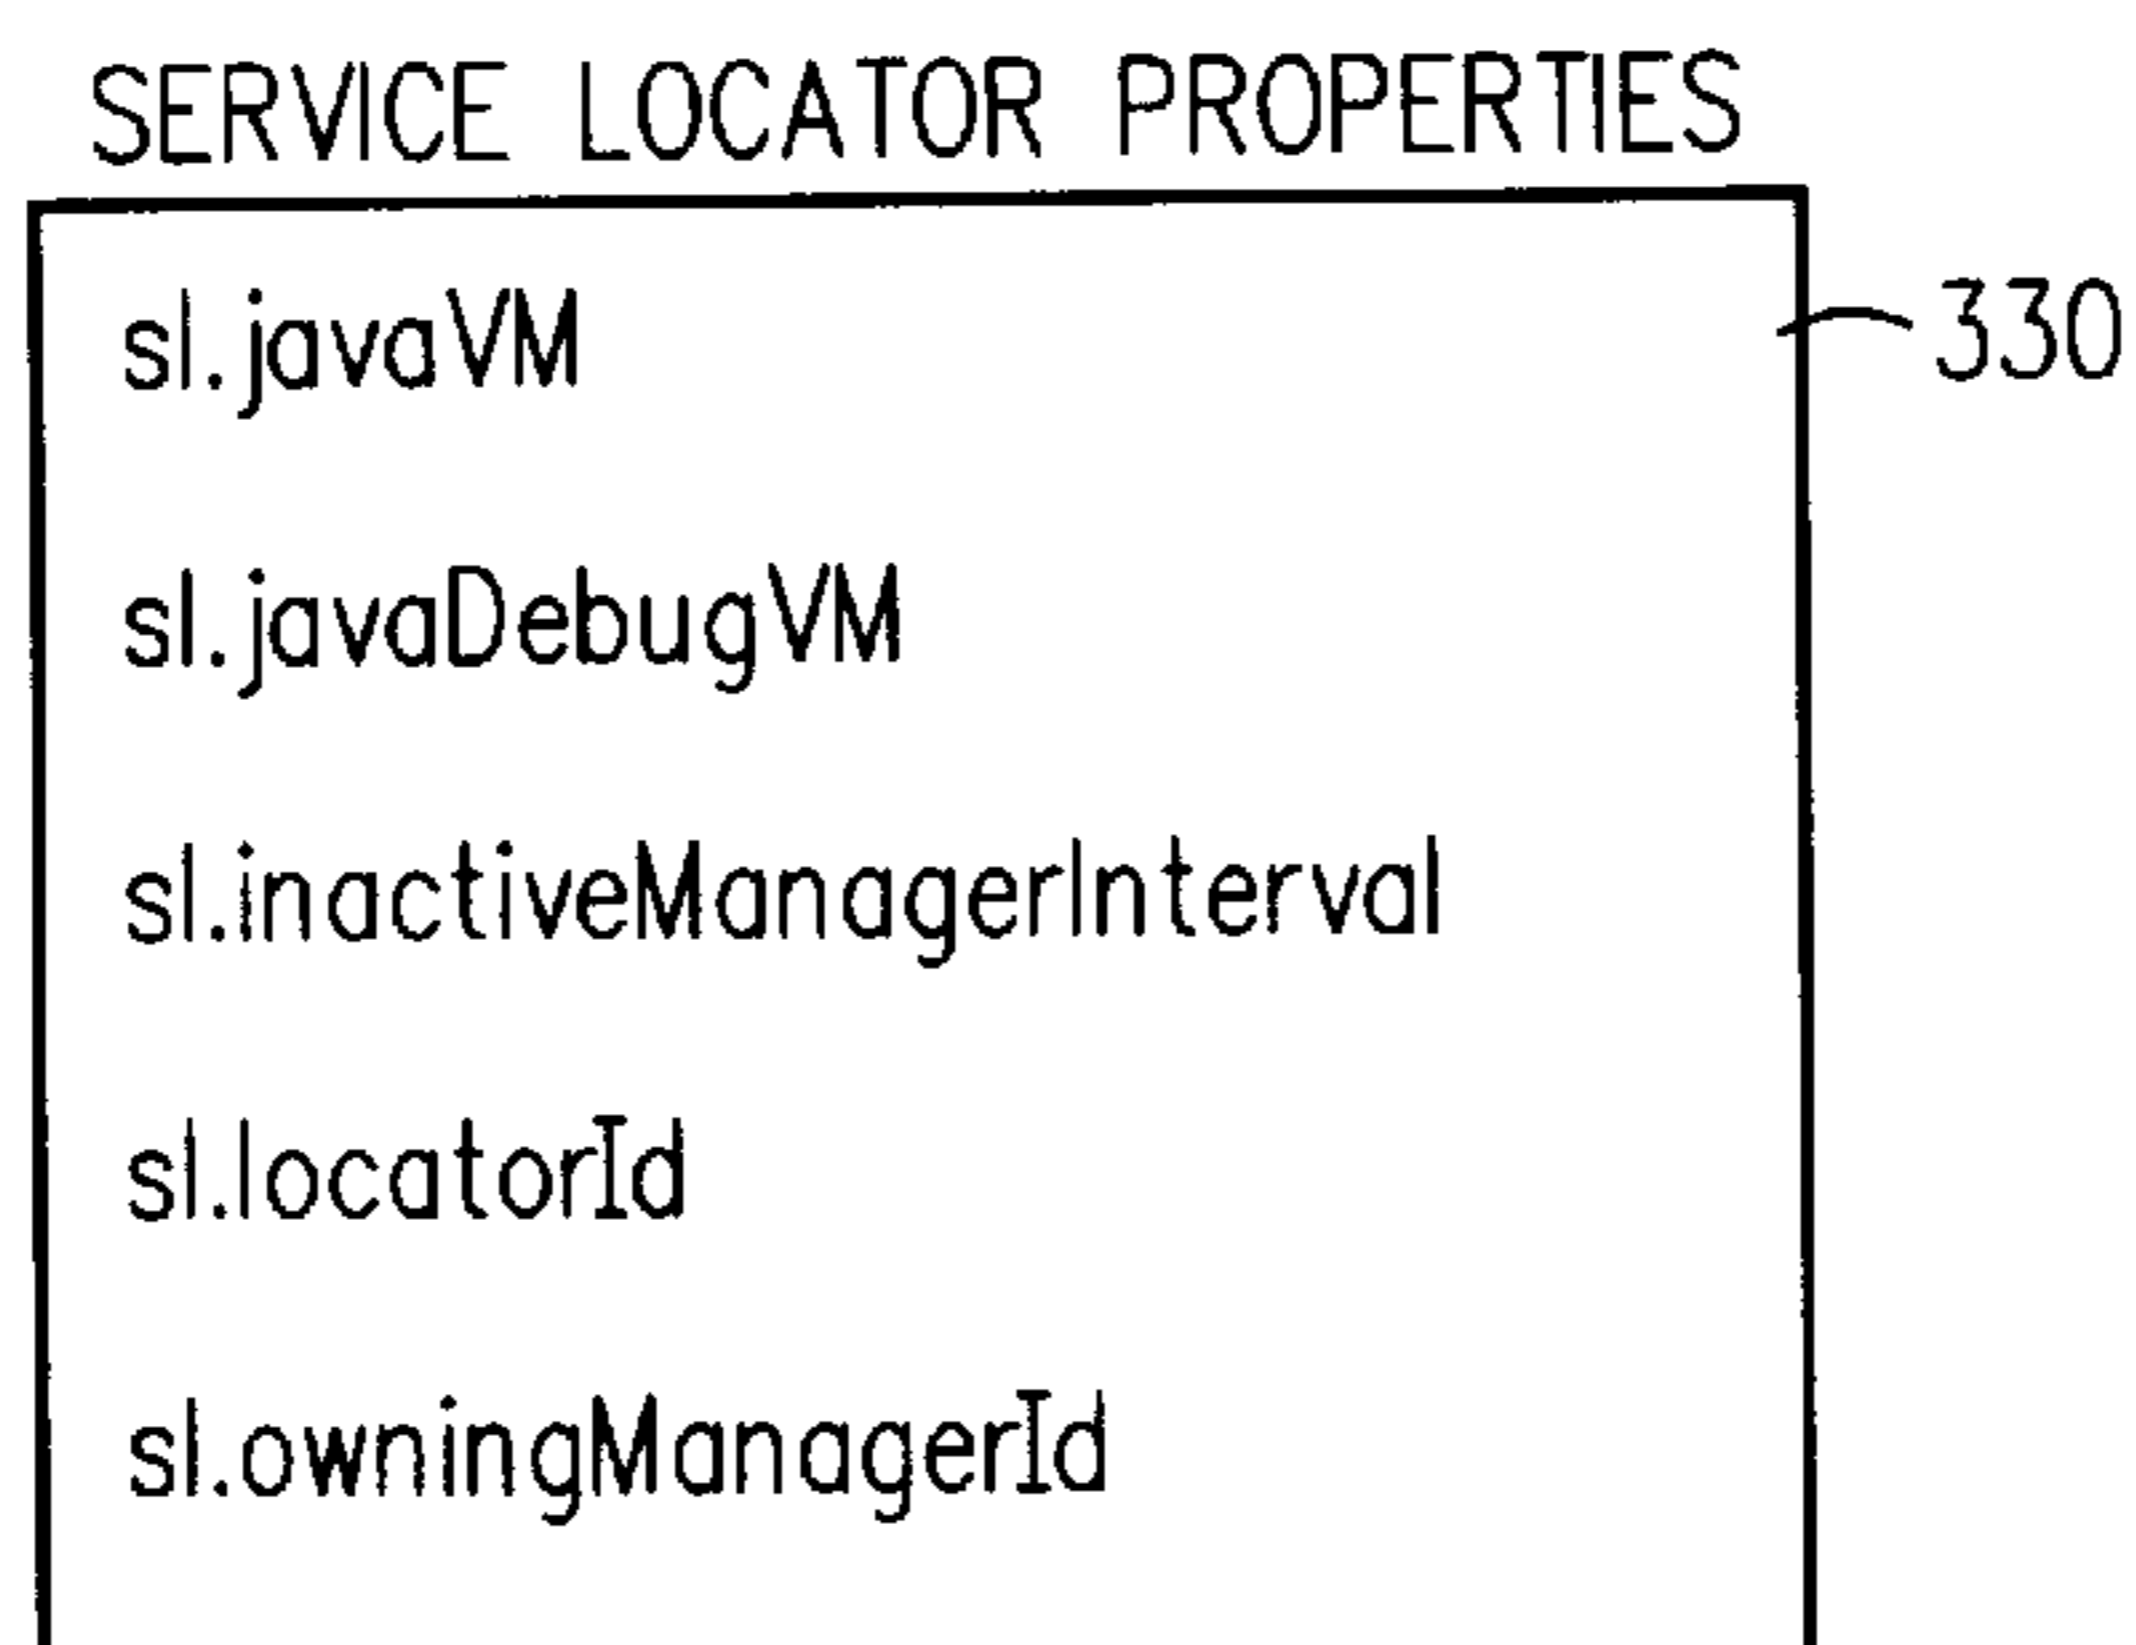 SERVICE LOCATOR PROPERTIES
sl.javaVM
330
sl.javaDebugVM
sl.inactiveManagerInterval
sl.locatorId
sl.owningManagerId